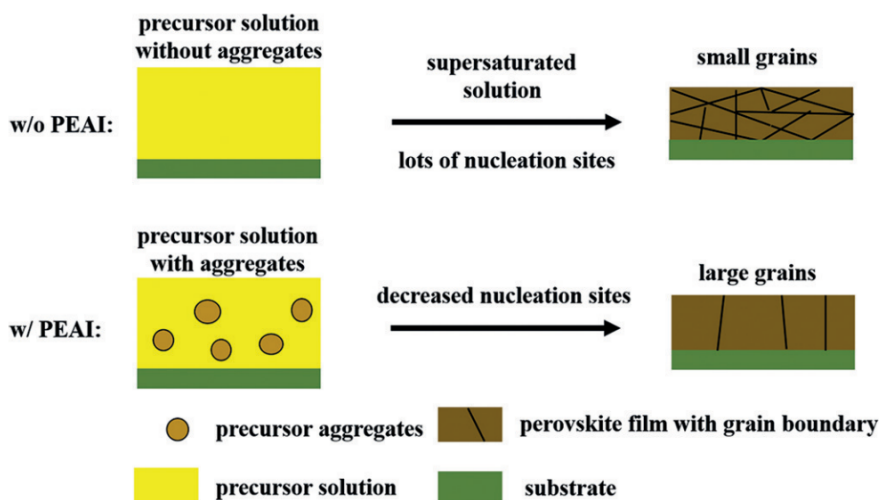 precursor solution
without aggregates
supersaturated
solution
small grains
w/o PEAI:
lots of nucleation sites
precursor solution
with aggregates
decreased nucleation sites
large grains
w/ PEAI:
precursor aggregates
perovskite film with grain boundary
precursor solution
substrate